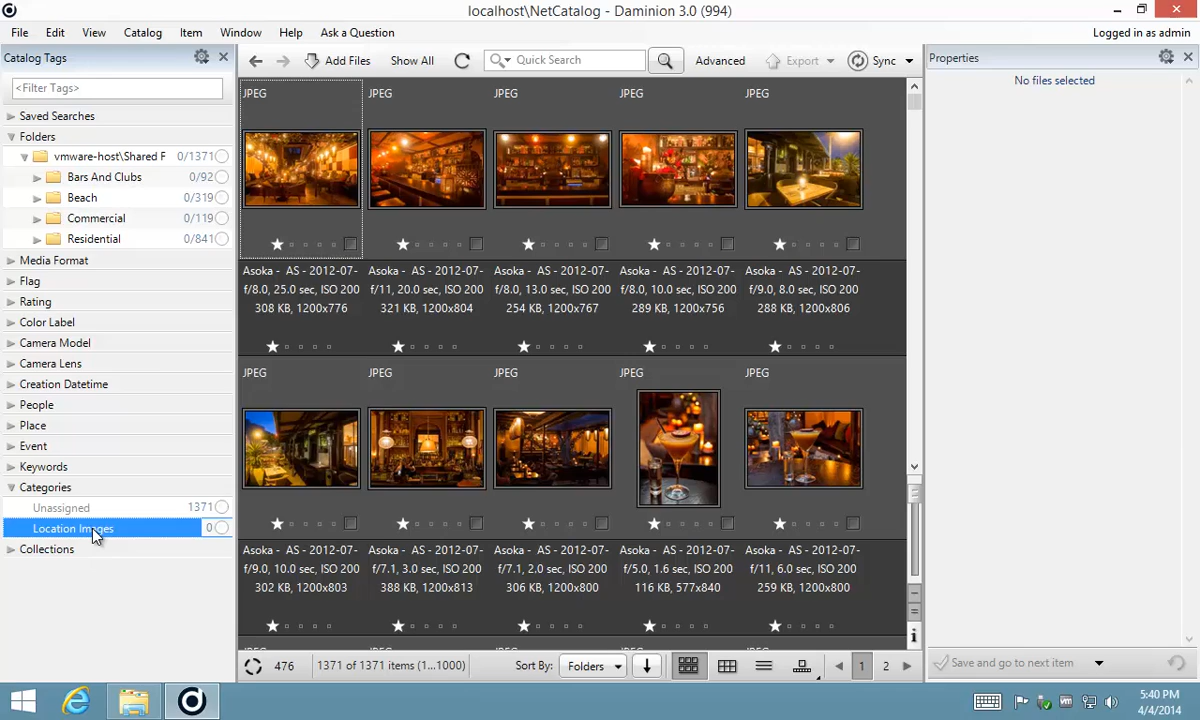 localhost\NetCatalog - Daminion 3.0 (994)
File Edit View Catalog Item Window Help Ask a Question Logged in as admin
Catalog Tags
<Filter Tags>
Saved Searches
Folders
vmware-host\Shared F 0/1371
Bars And Clubs 0/92
Beach 0/319
Commercial 0/119
Residential 0/841
Media Format
Flag
Rating
Color Label
Camera Model
Camera Lens
Creation Datetime
People
Place
Event
Keywords
Categories
Unassigned 1371
Location Images 0
Collections
Add Files Show All Quick Search Advanced Export Sync
JPEG JPEG JPEG JPEG JPEG
Asoka - AS - 2012-07- Asoka - AS - 2012-07- Asoka - AS - 2012-07- Asoka - AS - 2012-07- Asoka - AS - 2012-07-
f/8.0, 25.0 sec, ISO 200 f/11, 20.0 sec, ISO 200 f/8.0, 13.0 sec, ISO 200 f/8.0, 10.0 sec, ISO 200 f/9.0, 8.0 sec, ISO 200
308 KB, 1200x776 321 KB, 1200x804 254 KB, 1200x767 289 KB, 1200x756 288 KB, 1200x806
JPEG JPEG JPEG JPEG JPEG
Asoka - AS - 2012-07- Asoka - AS - 2012-07- Asoka - AS - 2012-07- Asoka - AS - 2012-07- Asoka - AS - 2012-07-
f/9.0, 10.0 sec, ISO 200 f/7.1, 3.0 sec, ISO 200 f/7.1, 2.0 sec, ISO 200 f/5.0, 1.6 sec, ISO 200 f/11, 6.0 sec, ISO 200
302 KB, 1200x803 388 KB, 1200x813 306 KB, 1200x800 116 KB, 577x840 259 KB, 1200x800
476 1371 of 1371 items (1...1000) Sort By: Folders 1 2
Properties
No files selected
Save and go to next item
5:40 PM
4/4/2014